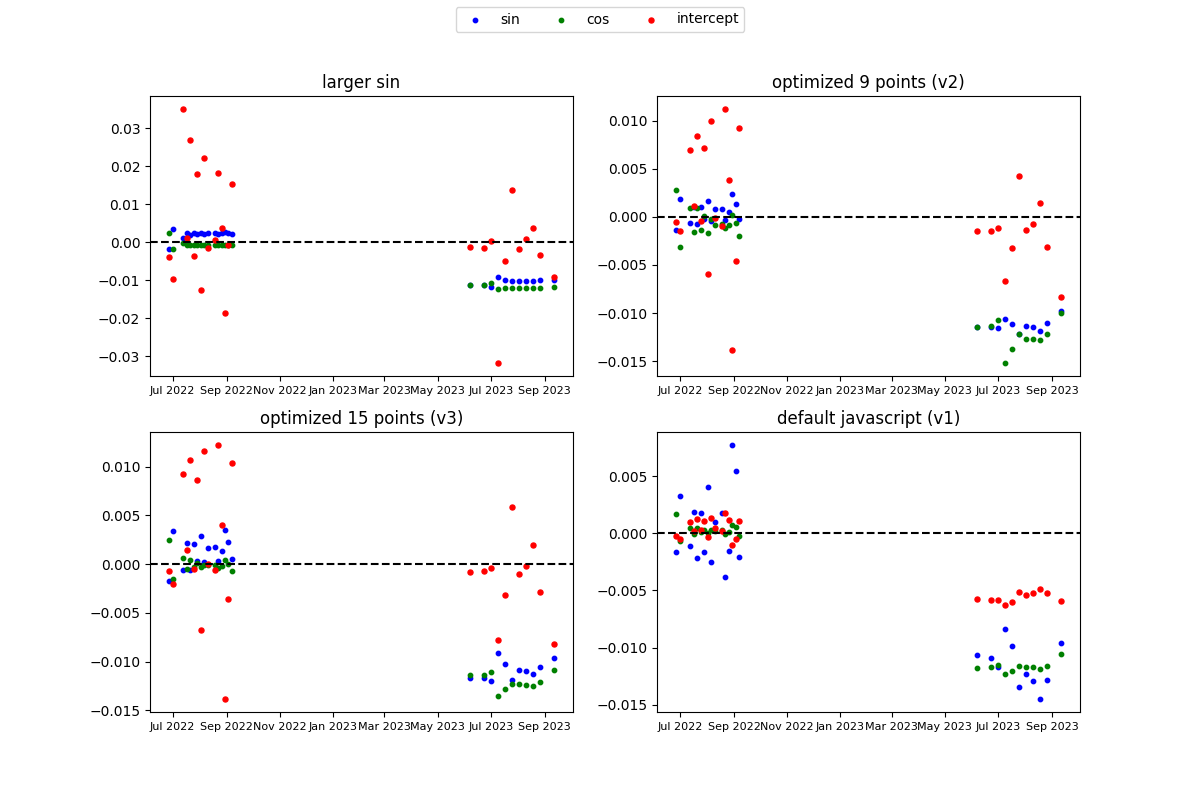 sin cos intercept
larger sin
0.03
0.02
0.01
0.00
−0.01
−0.02
−0.03
Jul 2022 Sep 2022 Nov 2022 Jan 2023 Mar 2023 May 2023 Jul 2023 Sep 2023
optimized 9 points (v2)
0.010
0.005
0.000
−0.005
−0.010
−0.015
Jul 2022 Sep 2022 Nov 2022 Jan 2023 Mar 2023 May 2023 Jul 2023 Sep 2023
optimized 15 points (v3)
0.010
0.005
0.000
−0.005
−0.010
−0.015
Jul 2022 Sep 2022 Nov 2022 Jan 2023 Mar 2023 May 2023 Jul 2023 Sep 2023
default javascript (v1)
0.005
0.000
−0.005
−0.010
−0.015
Jul 2022 Sep 2022 Nov 2022 Jan 2023 Mar 2023 May 2023 Jul 2023 Sep 2023